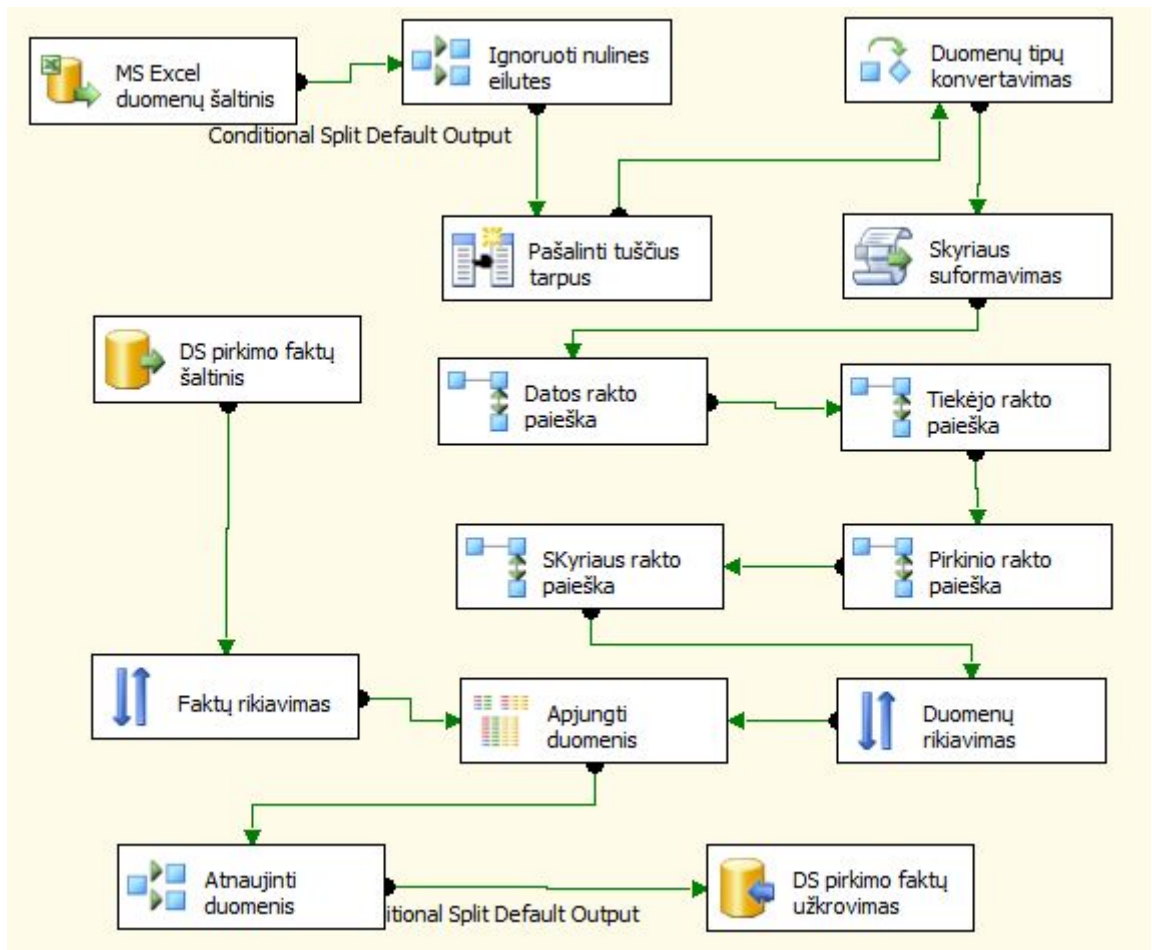 MS Excel
duomenų šaltinis
Ignoruoti nulines
eilutes
Duomenų tipų
konvertavimas
Conditional Split Default Output
Pašalinti tuščius
tarpus
Skyriaus
suformavimas
DS pirkimo faktų
šaltinis
Datos rakto
paieška
Tiekėjo rakto
paieška
SKyriaus rakto
paieška
Pirkinio rakto
paieška
Faktų rikiavimas
Apjungti
duomenis
Duomenų
rikiavimas
Atnaujinti
duomenis
itional Split Default Output
DS pirkimo faktų
užkrovimas